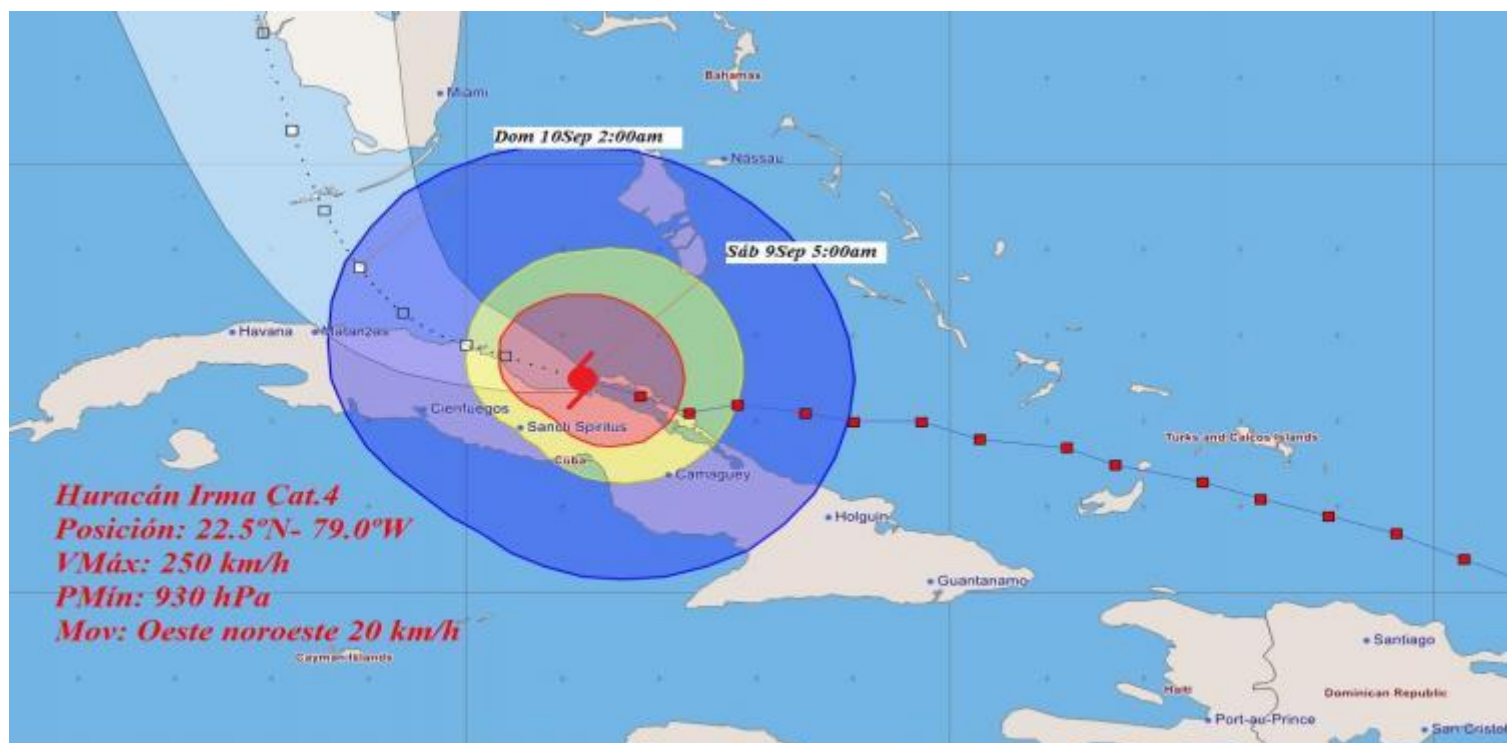 Bahamas
Miami
Dom 10Sep 2:00am
Nassau
Sáb 9Sep 5:00am
Havana
Matanzas
Cienfuegos
Sancti Spiritus
Cuba
Camaguey
Turks and Caicos Islands
Holguin
Guantanamo
Huracán Irma Cat.4
Posición: 22.5ºN- 79.0ºW
VMáx: 250 km/h
PMín: 930 hPa
Mov: Oeste noroeste 20 km/h
Cayman Islands
Santiago
Haiti
Dominican Republic
Port-au-Prince
San Cristol